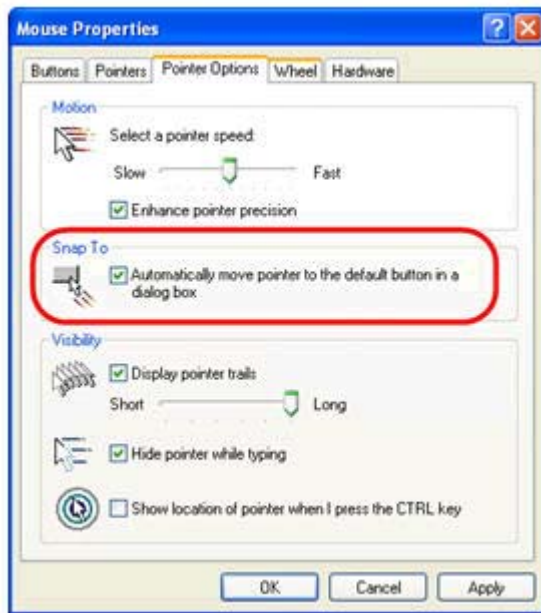 Mouse Properties
Buttons Pointers Pointer Options Wheel Hardware
Motion
Select a pointer speed:
Slow Fast
Enhance pointer precision
Snap To
Automatically move pointer to the default button in a
dialog box
Visibility
Display pointer trails
Short Long
Hide pointer while typing
Show location of pointer when I press the CTRL key
OK Cancel Apply